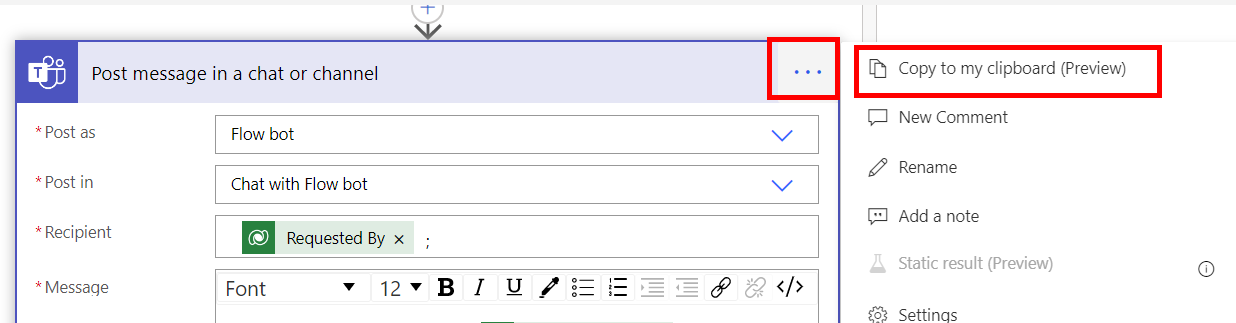 Post message in a chat or channel
...
Copy to my clipboard (Preview)
New Comment
Rename
Add a note
Static result (Preview)
Settings
*Post as
Flow bot
*Post in
Chat with Flow bot
*Recipient
Requested By × ;
*Message
Font 12 B I U </>